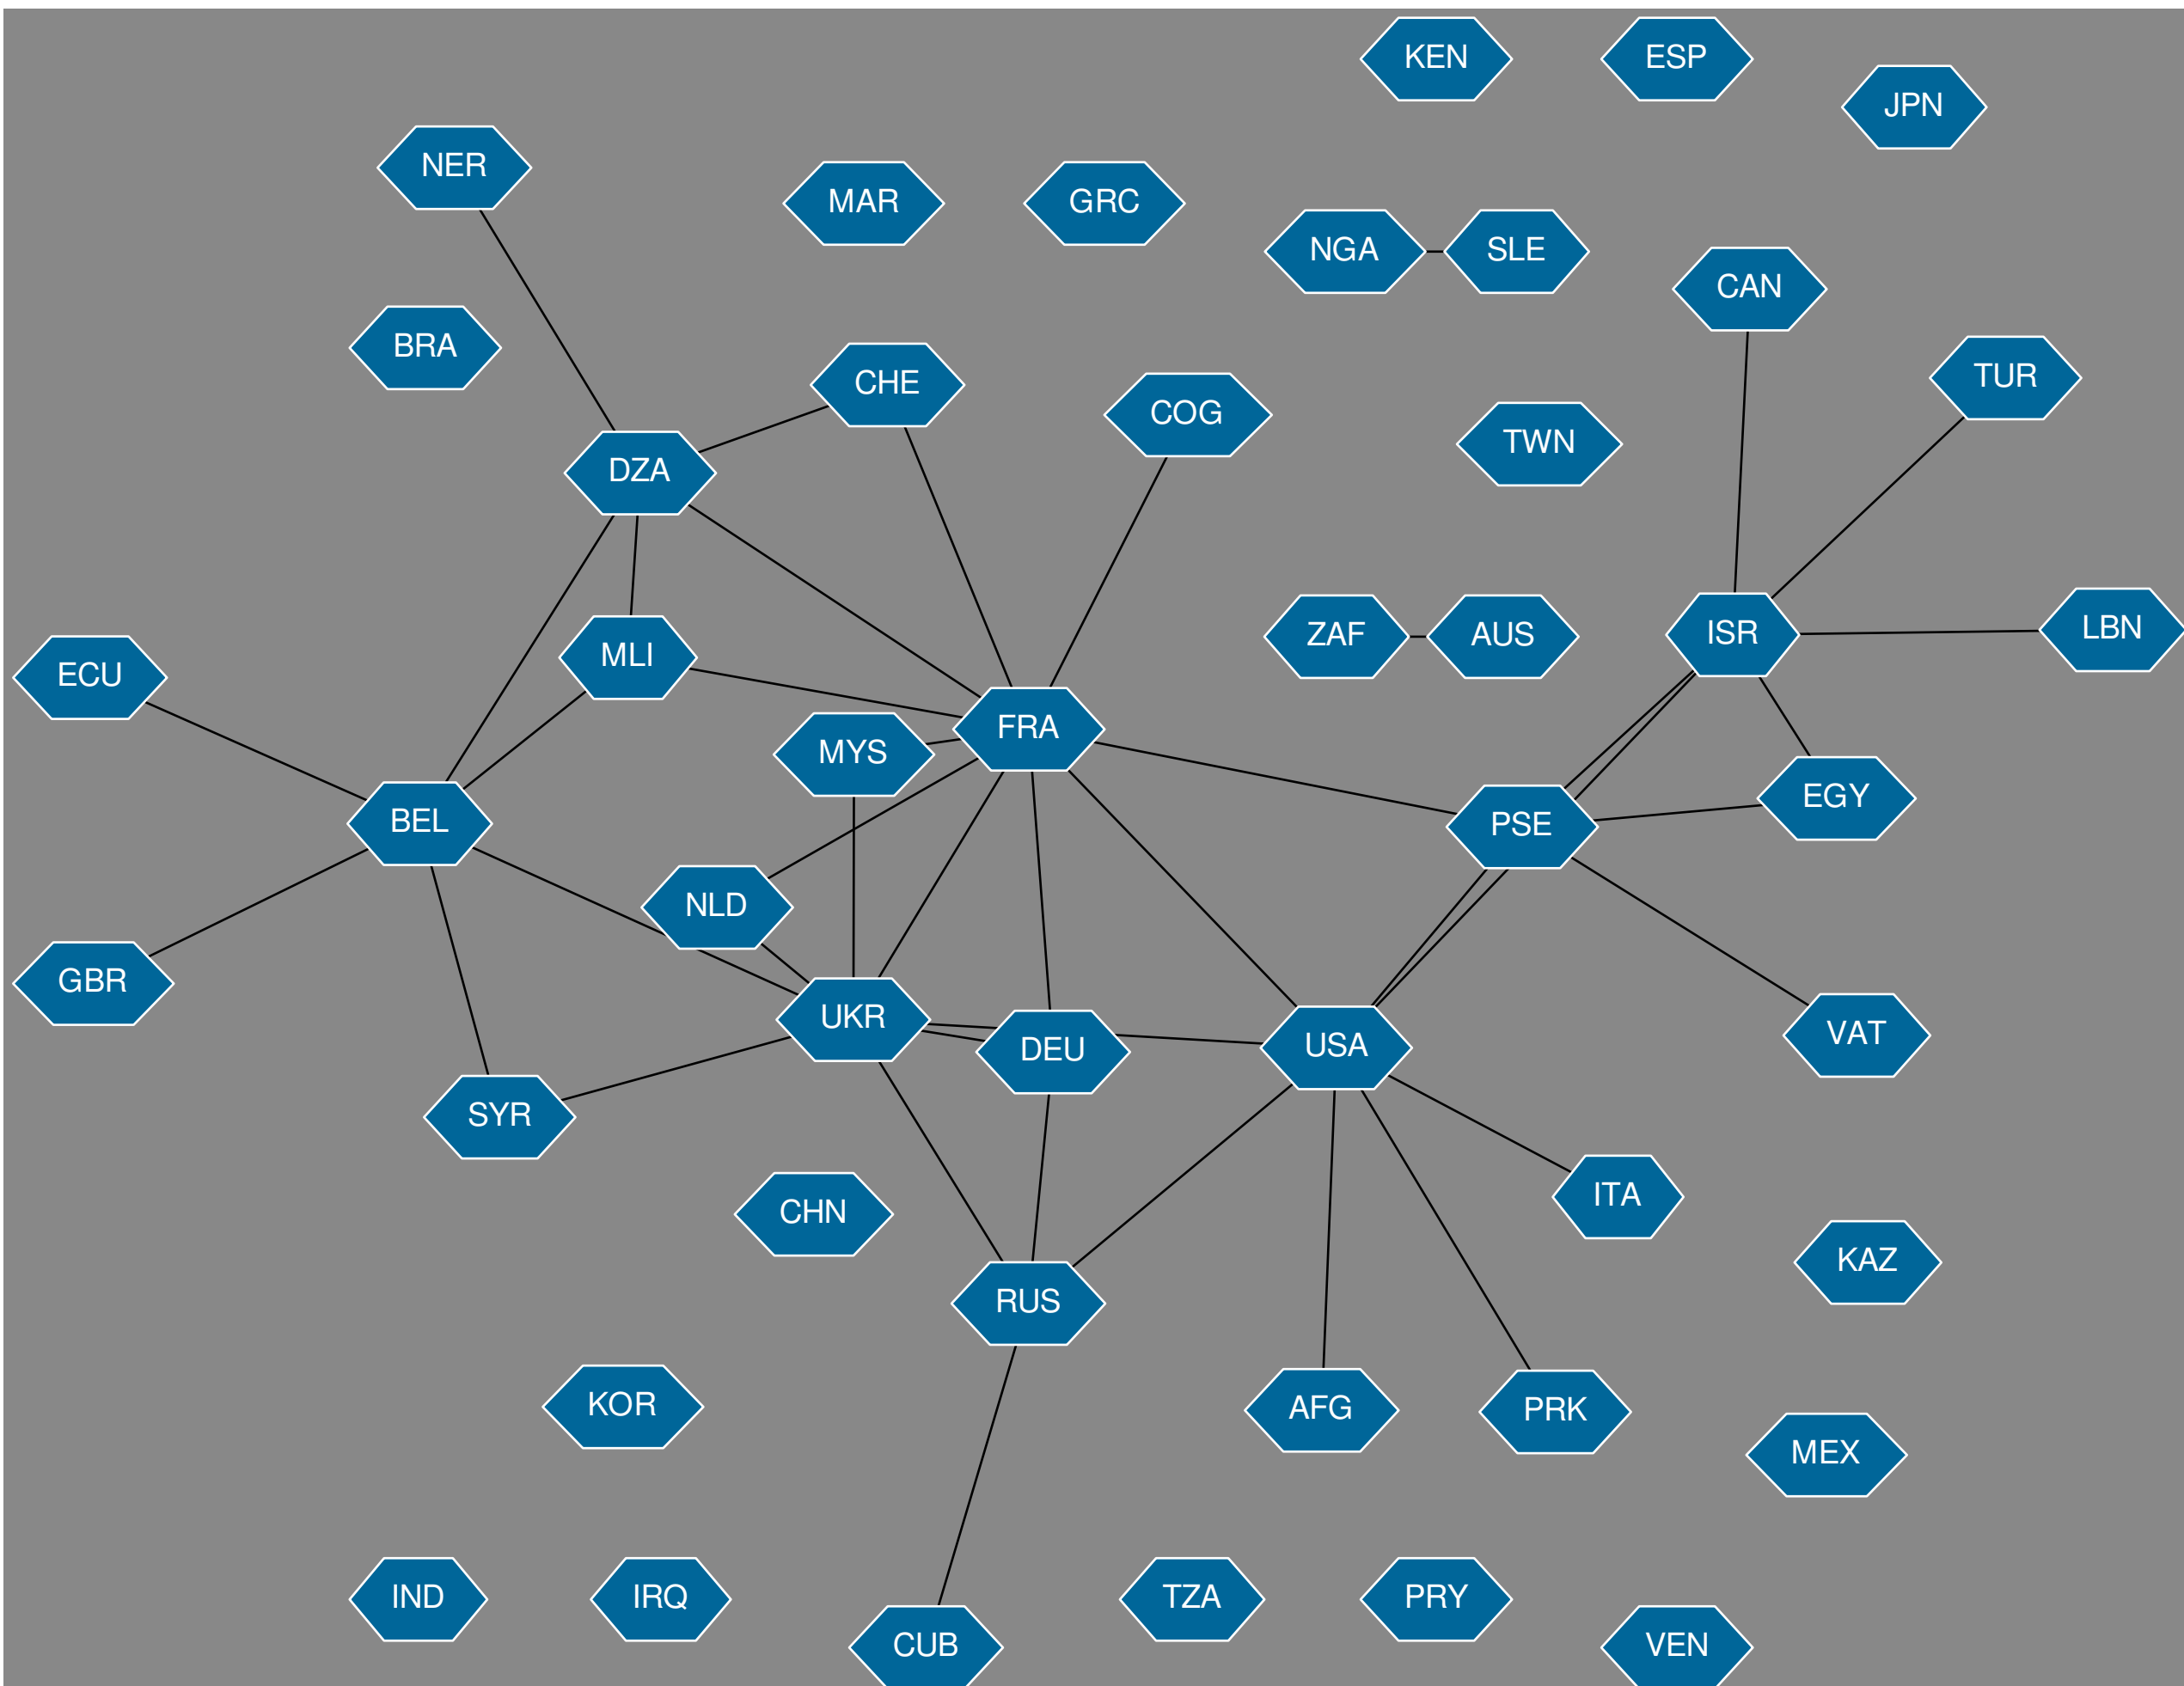 KEN
ESP
JPN
NER
MAR
GRC
NGA
SLE
CAN
BRA
CHE
TUR
COG
TWN
DZA
ZAF
AUS
ISR
LBN
MLI
ECU
FRA
MYS
EGY
BEL
PSE
NLD
GBR
UKR
VAT
DEU
USA
SYR
ITA
CHN
KAZ
RUS
KOR
AFG
PRK
MEX
IND
IRQ
TZA
PRY
CUB
VEN